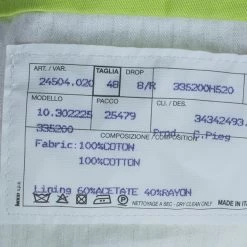 ART./ VAR. TAGLIA DROP
24504.020 48 8/R 335200H520
MODELLO PACCO CLI. / DES.
10.302225 25479 34342493.
335200 Prod. C.Pieg
COMPOSIZIONE/COMPOSITION
Fabric: 100%COTTON
100%COTTON
Lining 60%ACETATE 40%RAYON
NETTOYAGE A SEC - DRY CLEAN ONLY MADE IN IT